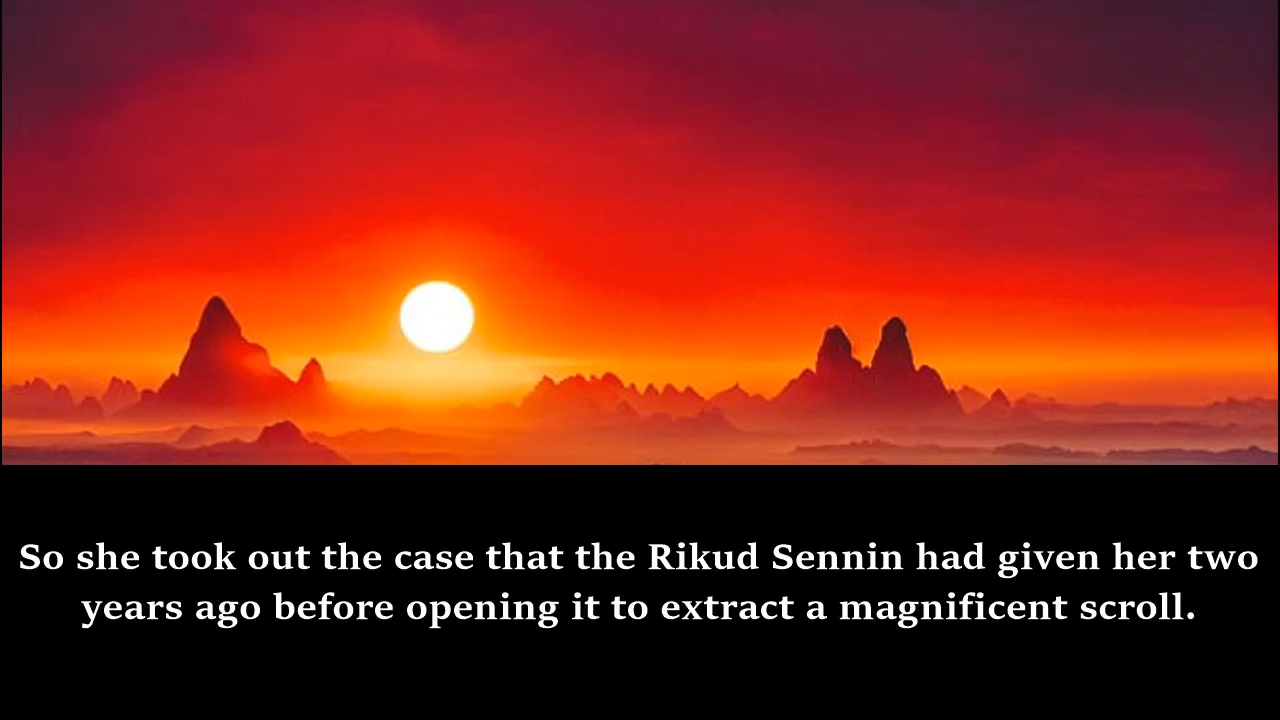 So she took out the case that the Rikud Sennin had given her two
years ago before opening it to extract a magnificent scroll.